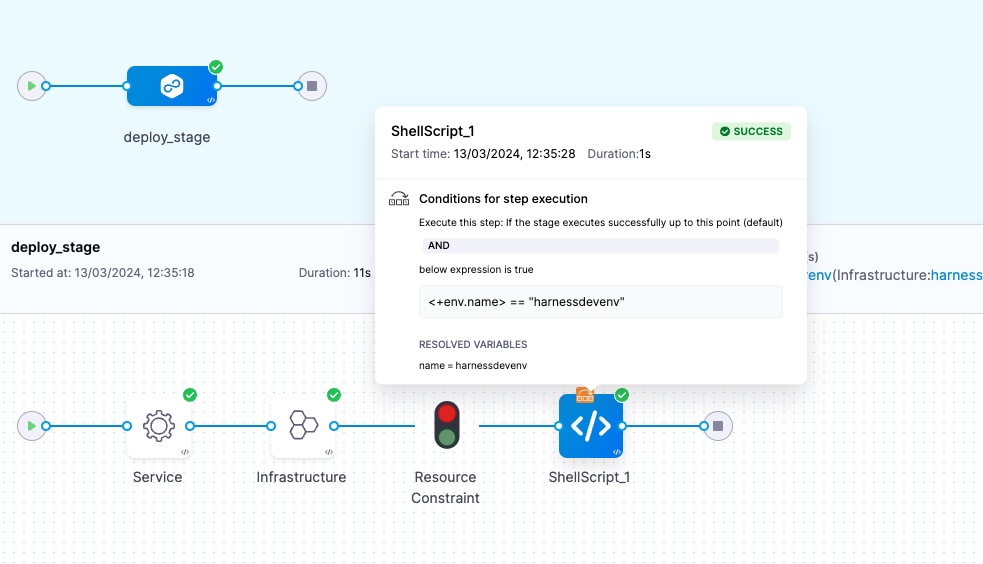 deploy_stage
ShellScript_1
SUCCESS
Start time: 13/03/2024, 12:35:28 Duration:1s
Conditions for step execution
Execute this step: If the stage executes successfully up to this point (default)
AND
below expression is true
<+env.name> == "harnessdevenv"
RESOLVED VARIABLES
name = harnessdevenv
deploy_stage
Started at: 13/03/2024, 12:35:18
Duration: 11s
s)
env(Infrastructure:harness
Service
Infrastructure
Resource
Constraint
ShellScript_1